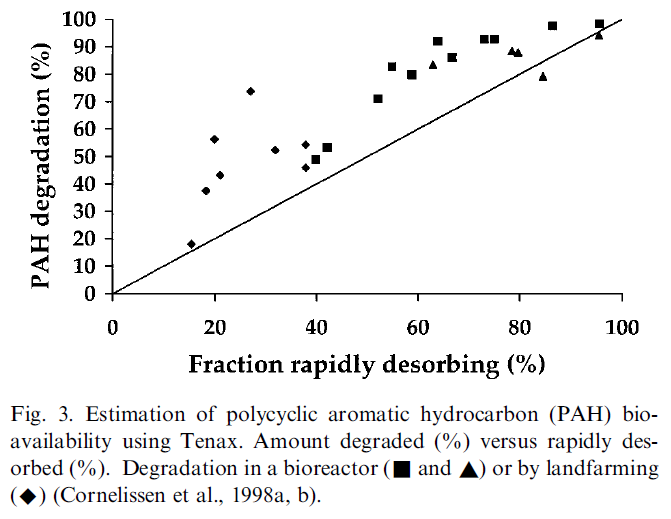 100
90
80
70
60
50
40
30
20
10
0
PAH degradation (%)
0 20 40 60 80 100
Fraction rapidly desorbing (%)
Fig. 3. Estimation of polycyclic aromatic hydrocarbon (PAH) bio-
availability using Tenax. Amount degraded (%) versus rapidly des-
orbed (%). Degradation in a bioreactor (■ and ▲) or by landfarming
(◆) (Cornelissen et al., 1998a, b).